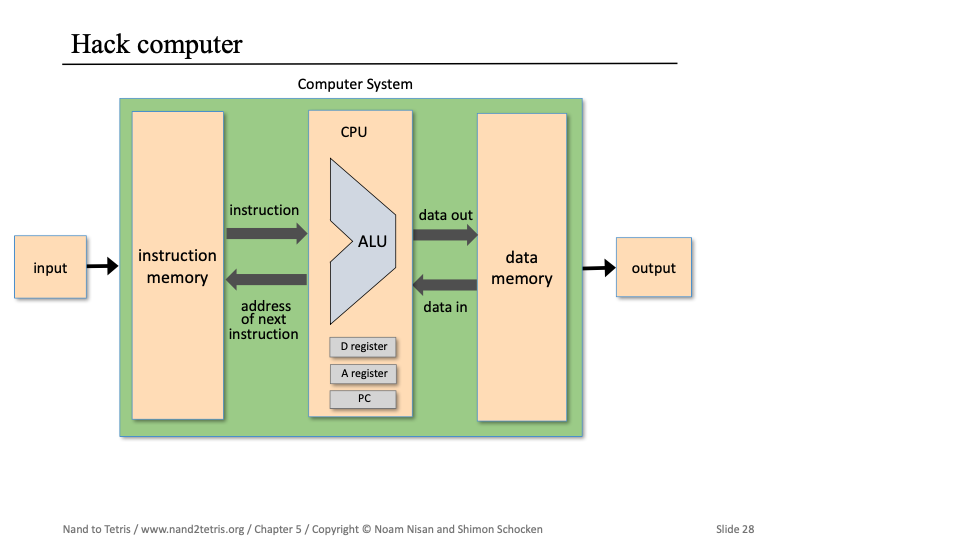 Hack computer
Computer System
CPU
instruction
data out
ALU
input
instruction
memory
data
memory
output
address
of next
instruction
data in
D register
A register
PC
Nand to Tetris / www.nand2tetris.org / Chapter 5 / Copyright © Noam Nisan and Shimon Schocken
Slide 28